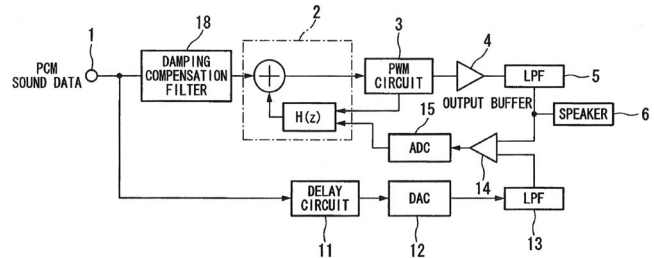 1
PCM
SOUND DATA
18
DAMPING
COMPENSATION
FILTER
2
H(z)
3
PWM
CIRCUIT
4
OUTPUT BUFFER
LPF
5
SPEAKER
6
15
ADC
14
DELAY
CIRCUIT
11
DAC
12
LPF
13